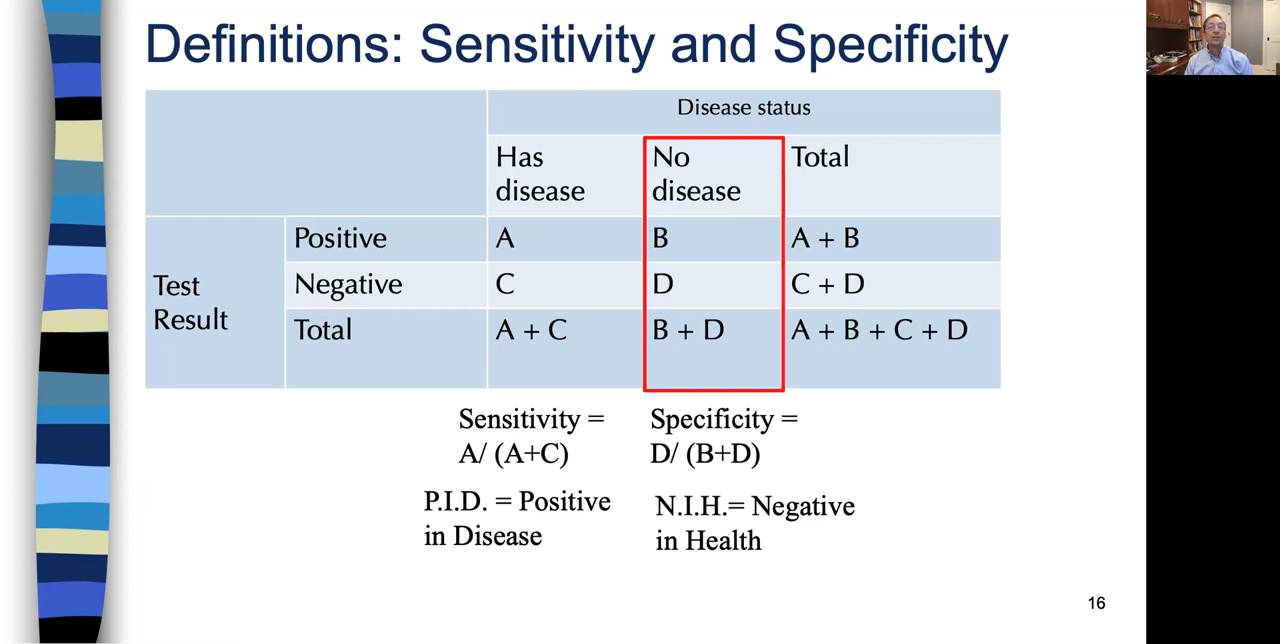 Definitions: Sensitivity and Specificity
Disease status
Has
disease
No
disease
Total
Test
Result
Positive
A
B
A + B
Negative
C
D
C + D
Total
A + C
B + D
A + B + C + D
Sensitivity =
A/ (A+C)
Specificity =
D/ (B+D)
P.I.D. = Positive
in Disease
N.I.H.= Negative
in Health
16